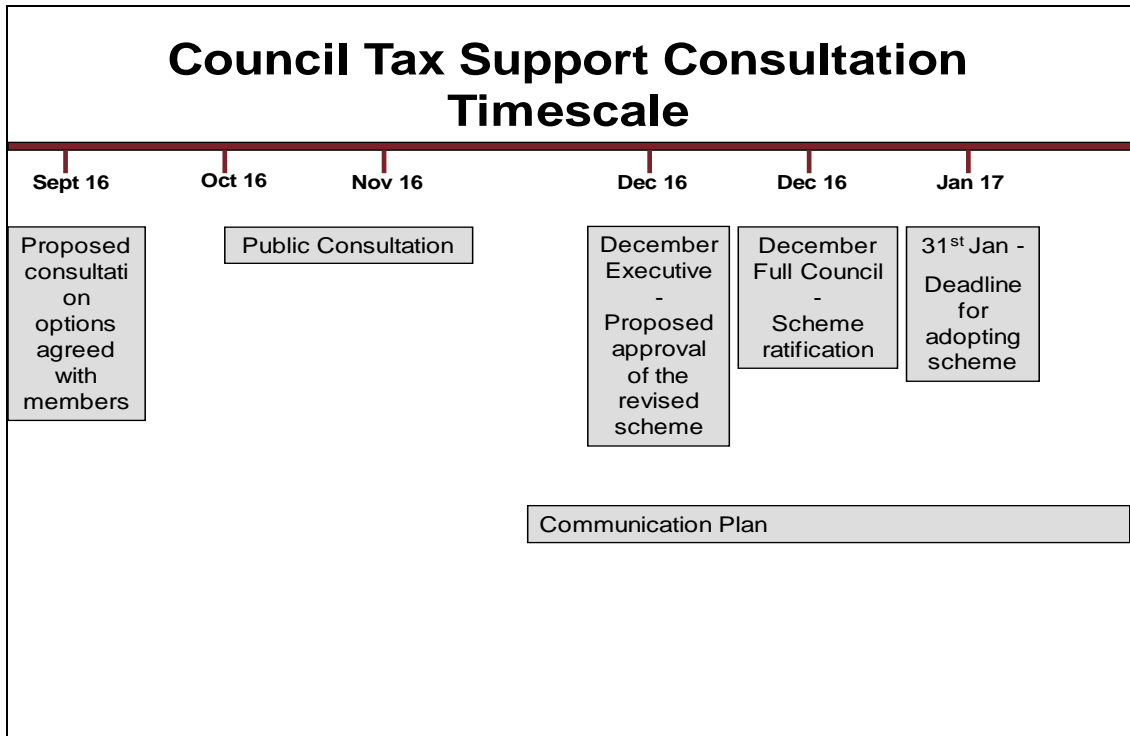 Council Tax Support Consultation
Timescale
Sept 16
Oct 16
Nov 16
Dec 16
Dec 16
Jan 17
Proposed
consultati
on
options
agreed
with
members
Public Consultation
December
Executive
-
Proposed
approval
of the
revised
scheme
December
Full Council
-
Scheme
ratification
31st Jan -
Deadline
for
adopting
scheme
Communication Plan